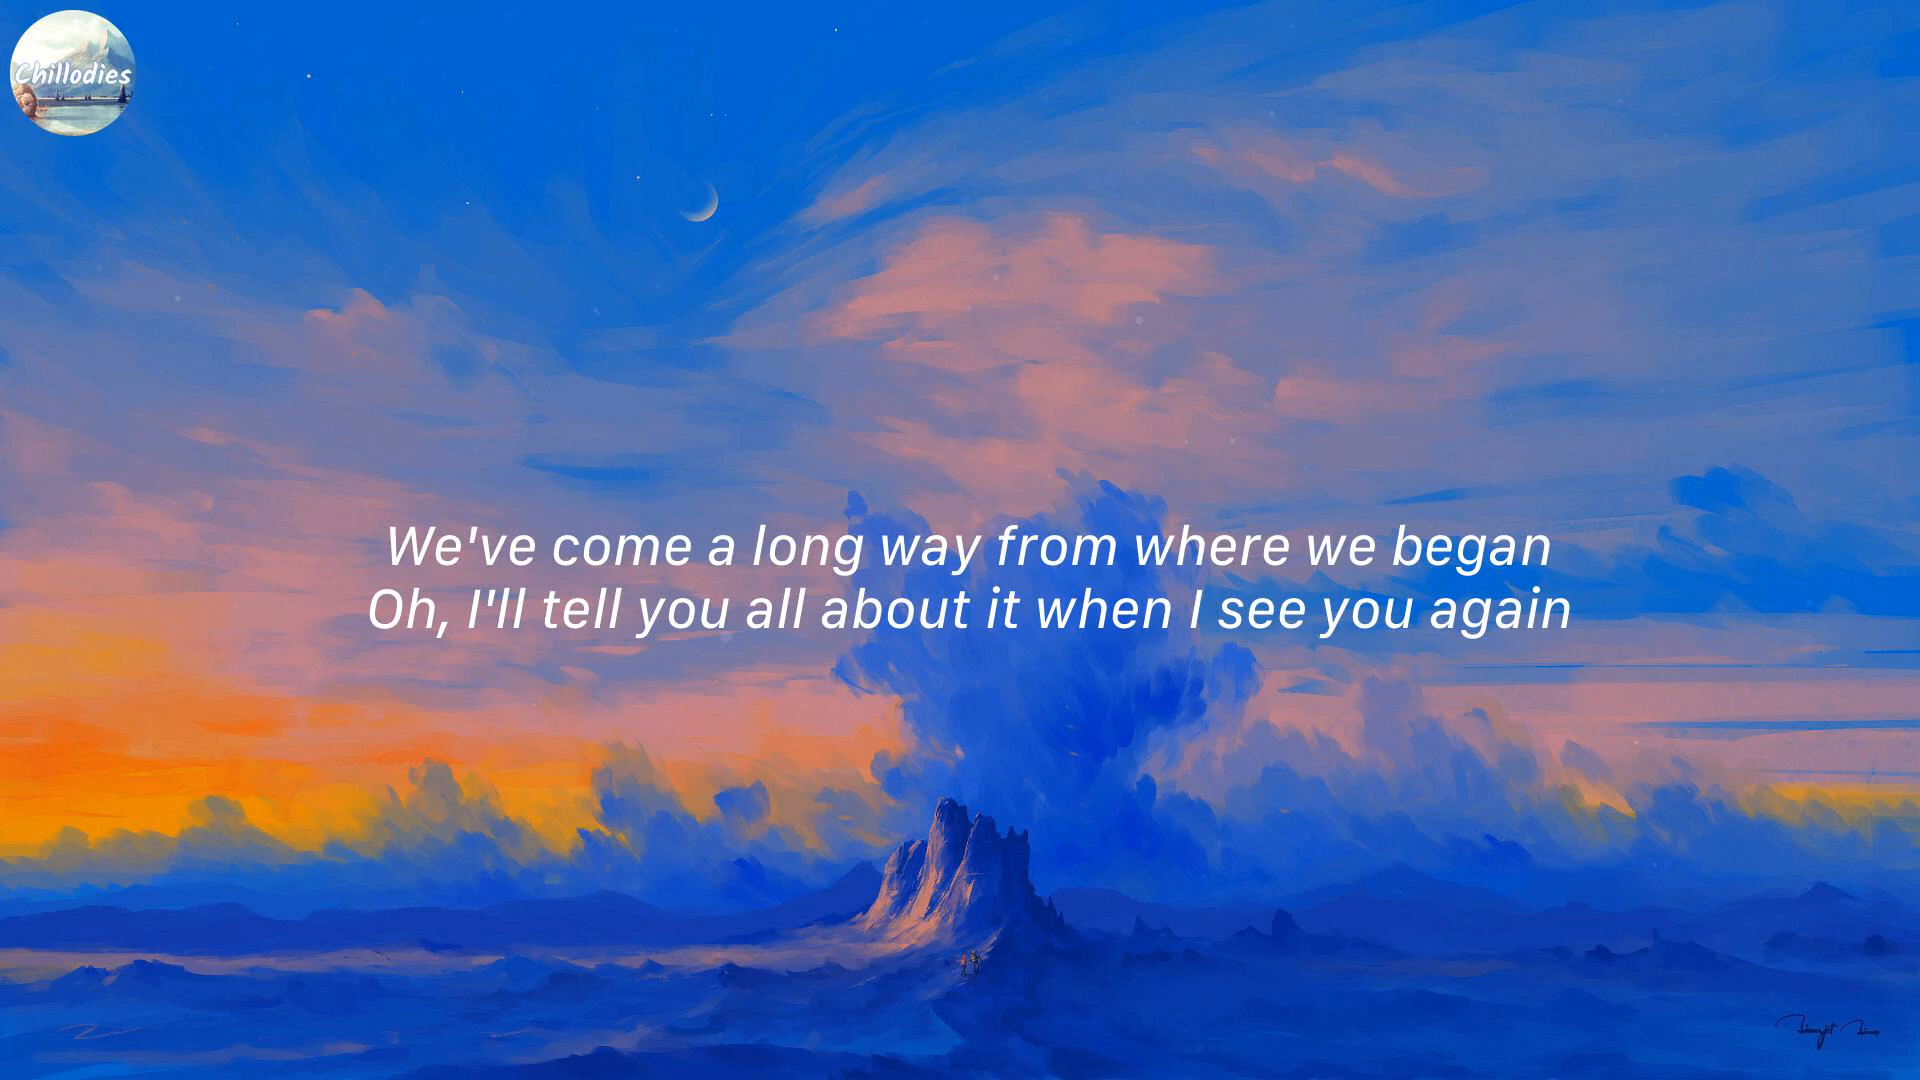 Chillodies
We've come a long way from where we began
Oh, I'll tell you all about it when I see you again